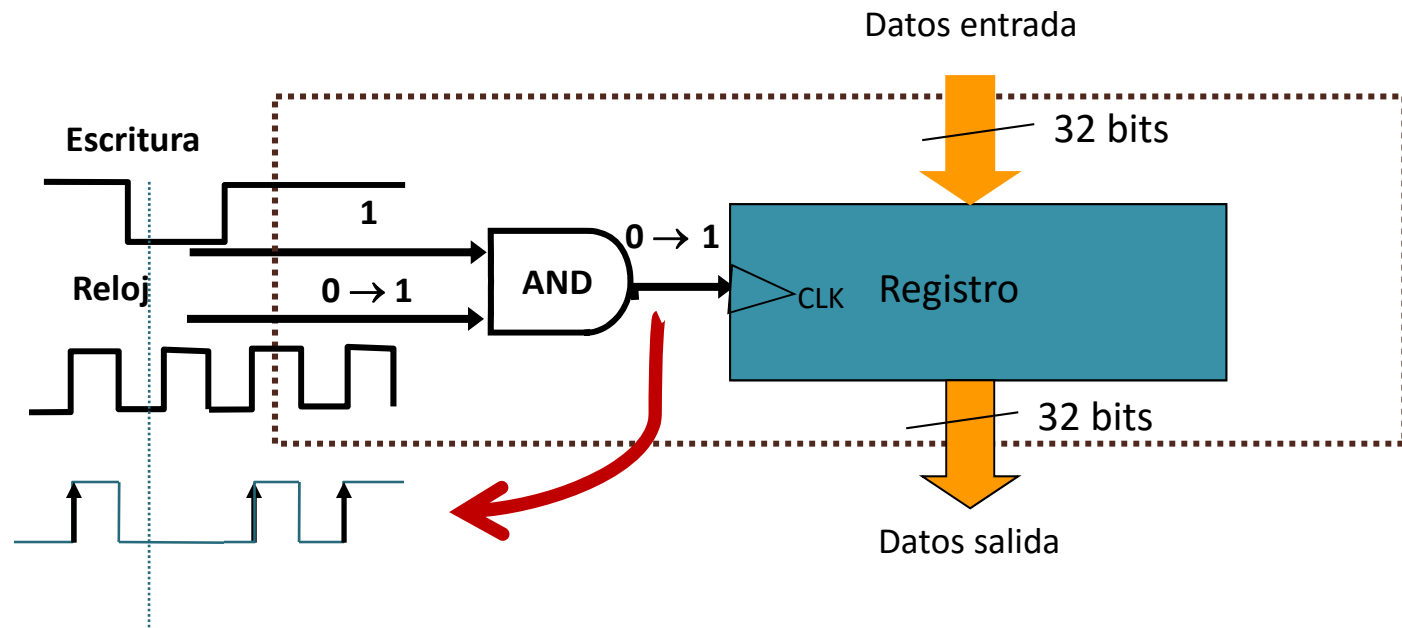 Datos entrada
32 bits
Escritura
1
0 → 1
Reloj
0 → 1
AND
CLK
Registro
32 bits
Datos salida